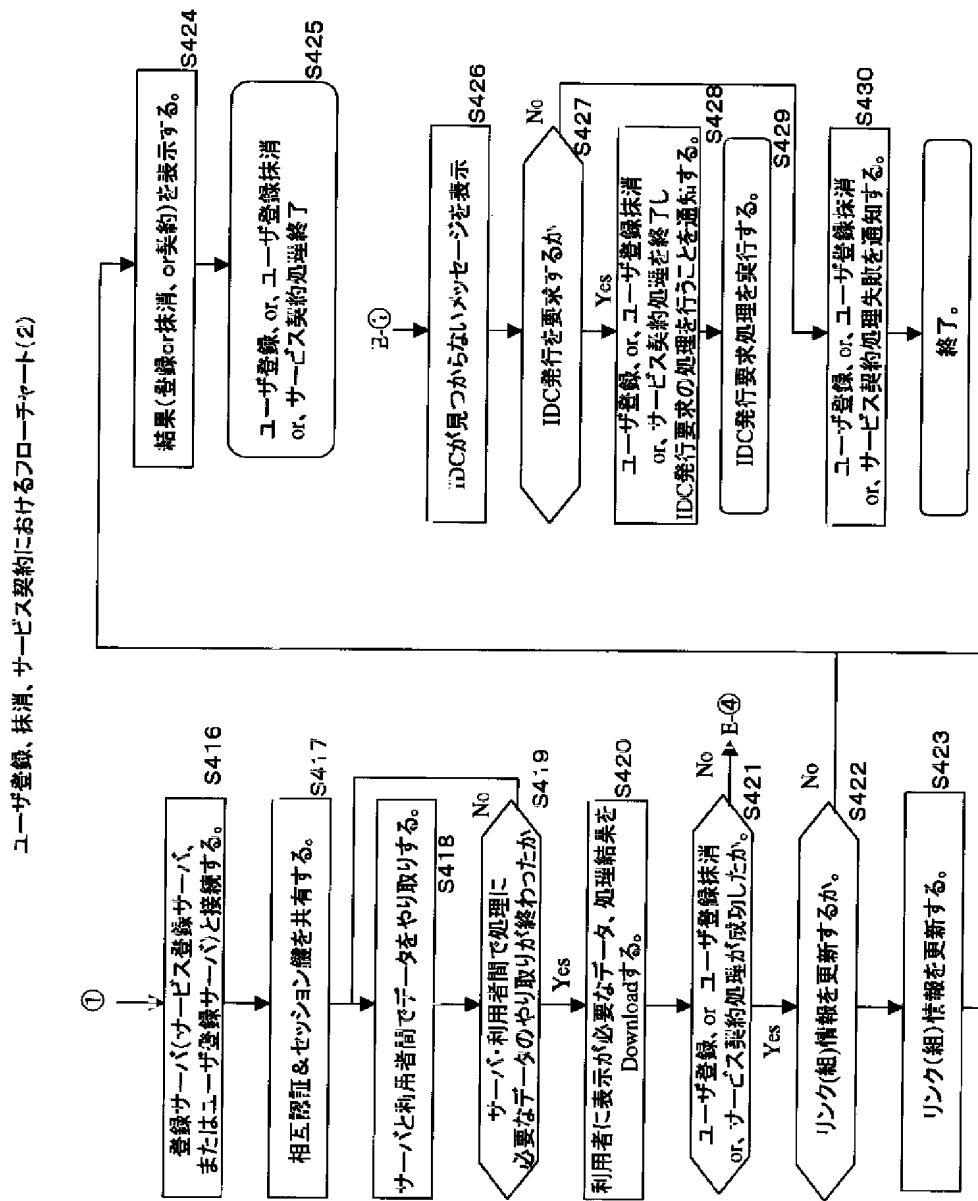 ユーザ登録、抹消、サービス契約におけるフローチャート(2)
①
登録サーバ(サービス登録サーバ、
またはユーザ登録サーバ)と接続する。
S416
相互認証&セッション鍵を共有する。
S417
サーバと利用者間でデータをやり取りする。
S418
サーバ・利用者間で処理に
必要なデータのやり取りが終わったか
No
S419
Yes
利用者に表示が必要なデータ、処理結果を
Downloadする。
S420
ユーザ登録、or ユーザ登録抹消
or、サービス契約処理が成功したか。
No
E-④
S421
Yes
リンク(組)情報を更新するか。
No
S422
リンク(組)情報を更新する。
S423
結果(登録or抹消、or契約)を表示する。
S424
ユーザ登録、or、ユーザ登録抹消
or、サービス契約処理終了
S425
IDCが見つからないメッセージを表示
S426
IDC発行を要求するか
No
S427
Yes
ユーザ登録、or、ユーザ登録抹消
or、サービス契約処理を終了し
IDC発行要求の処理を行うことを通知する。
S428
IDC発行要求処理を実行する。
S429
ユーザ登録、or、ユーザ登録抹消
or、サービス契約処理失敗を通知する。
S430
終了。